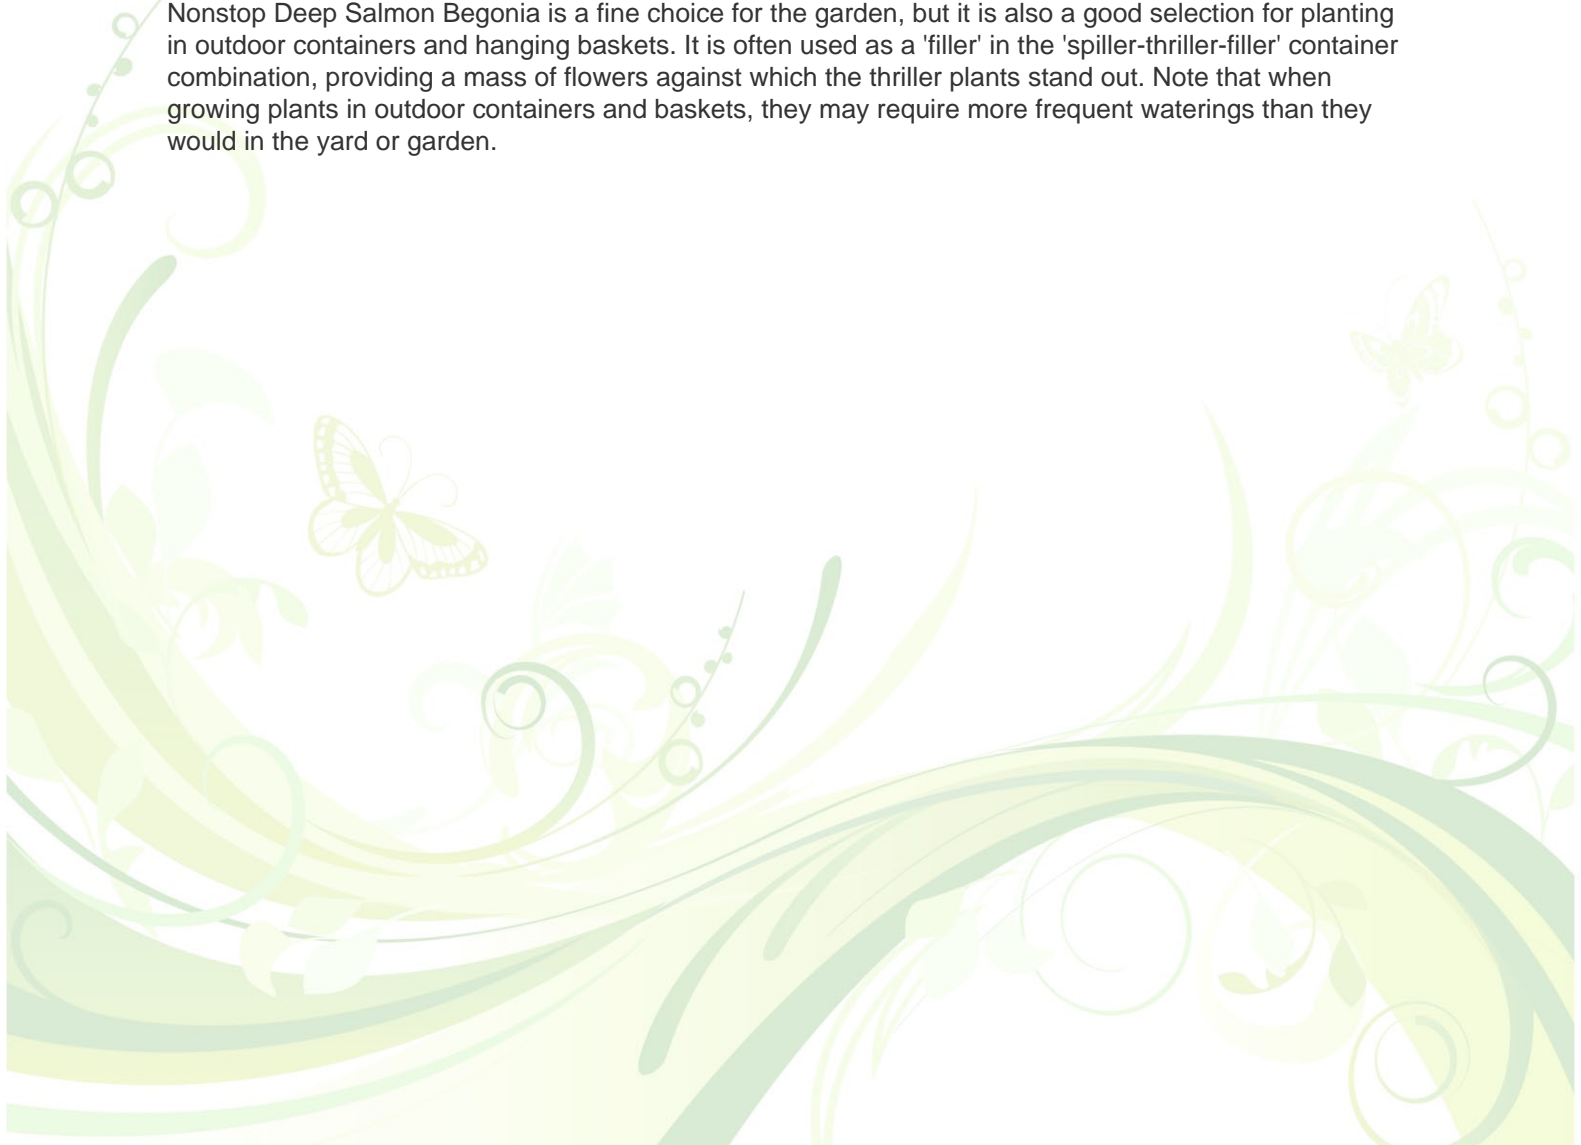 Nonstop Deep Salmon Begonia is a fine choice for the garden, but it is also a good selection for planting
in outdoor containers and hanging baskets. It is often used as a 'filler' in the 'spiller-thriller-filler' container
combination, providing a mass of flowers against which the thriller plants stand out. Note that when
growing plants in outdoor containers and baskets, they may require more frequent waterings than they
would in the yard or garden.